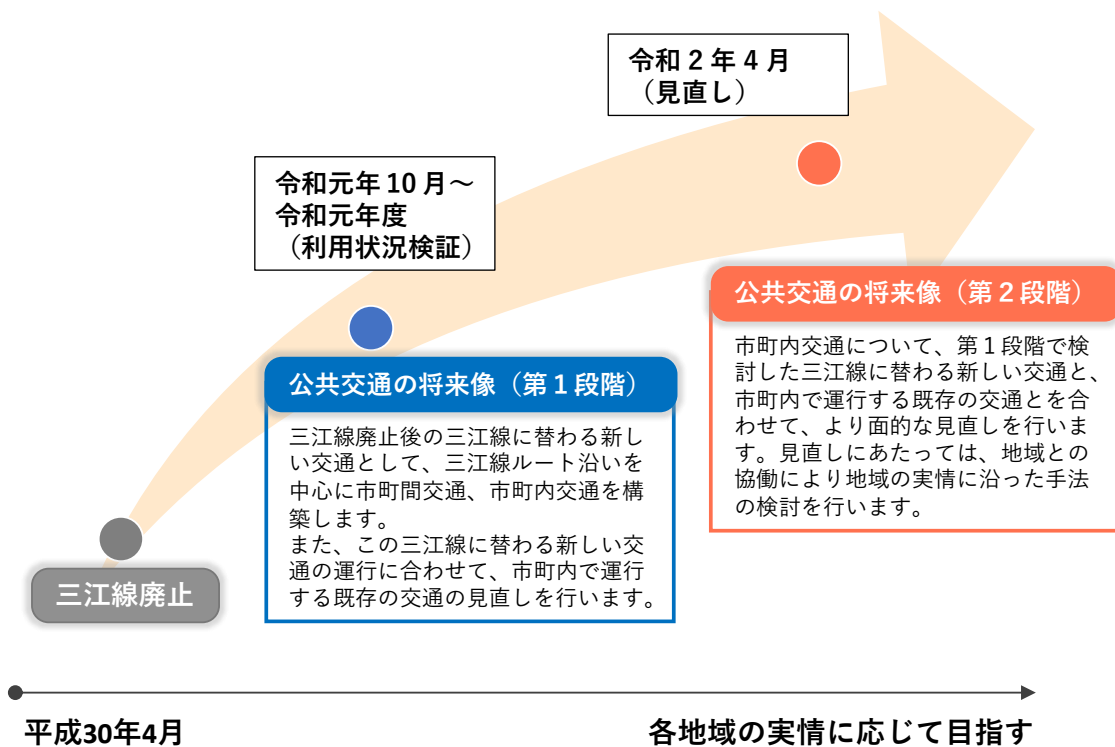 令和２年４月
（見直し）
令和元年10月～
令和元年度
（利用状況検証）
公共交通の将来像（第２段階）
市町内交通について、第１段階で検
討した三江線に替わる新しい交通と、
市町内で運行する既存の交通とを合
わせて、より面的な見直しを行いま
す。見直しにあたっては、地域との
協働により地域の実情に沿った手法
の検討を行います。
公共交通の将来像（第１段階）
三江線廃止後の三江線に替わる新し
い交通として、三江線ルート沿いを
中心に市町間交通、市町内交通を構
築します。
また、この三江線に替わる新しい交
通の運行に合わせて、市町内で運行
する既存の交通の見直しを行います。
三江線廃止
平成30年4月
各地域の実情に応じて目指す